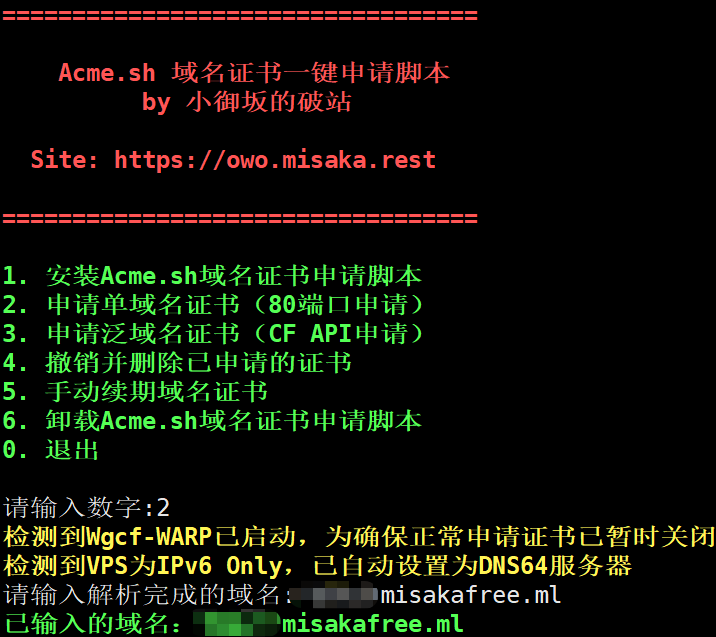 ==================================
Acme.sh 域名证书一键申请脚本
by 小御坂的破站
Site: https://owo.misaka.rest
==================================
1. 安装Acme.sh域名证书申请脚本
2. 申请单域名证书（80端口申请）
3. 申请泛域名证书（CF API申请）
4. 撤销并删除已申请的证书
5. 手动续期域名证书
6. 卸载Acme.sh域名证书申请脚本
0. 退出
请输入数字:2
检测到Wgcf-WARP已启动，为确保正常申请证书已暂时关闭
检测到VPS为IPv6 Only，已自动设置为DNS64服务器
请输入解析完成的域名:misakafree.ml
已输入的域名：misakafree.ml